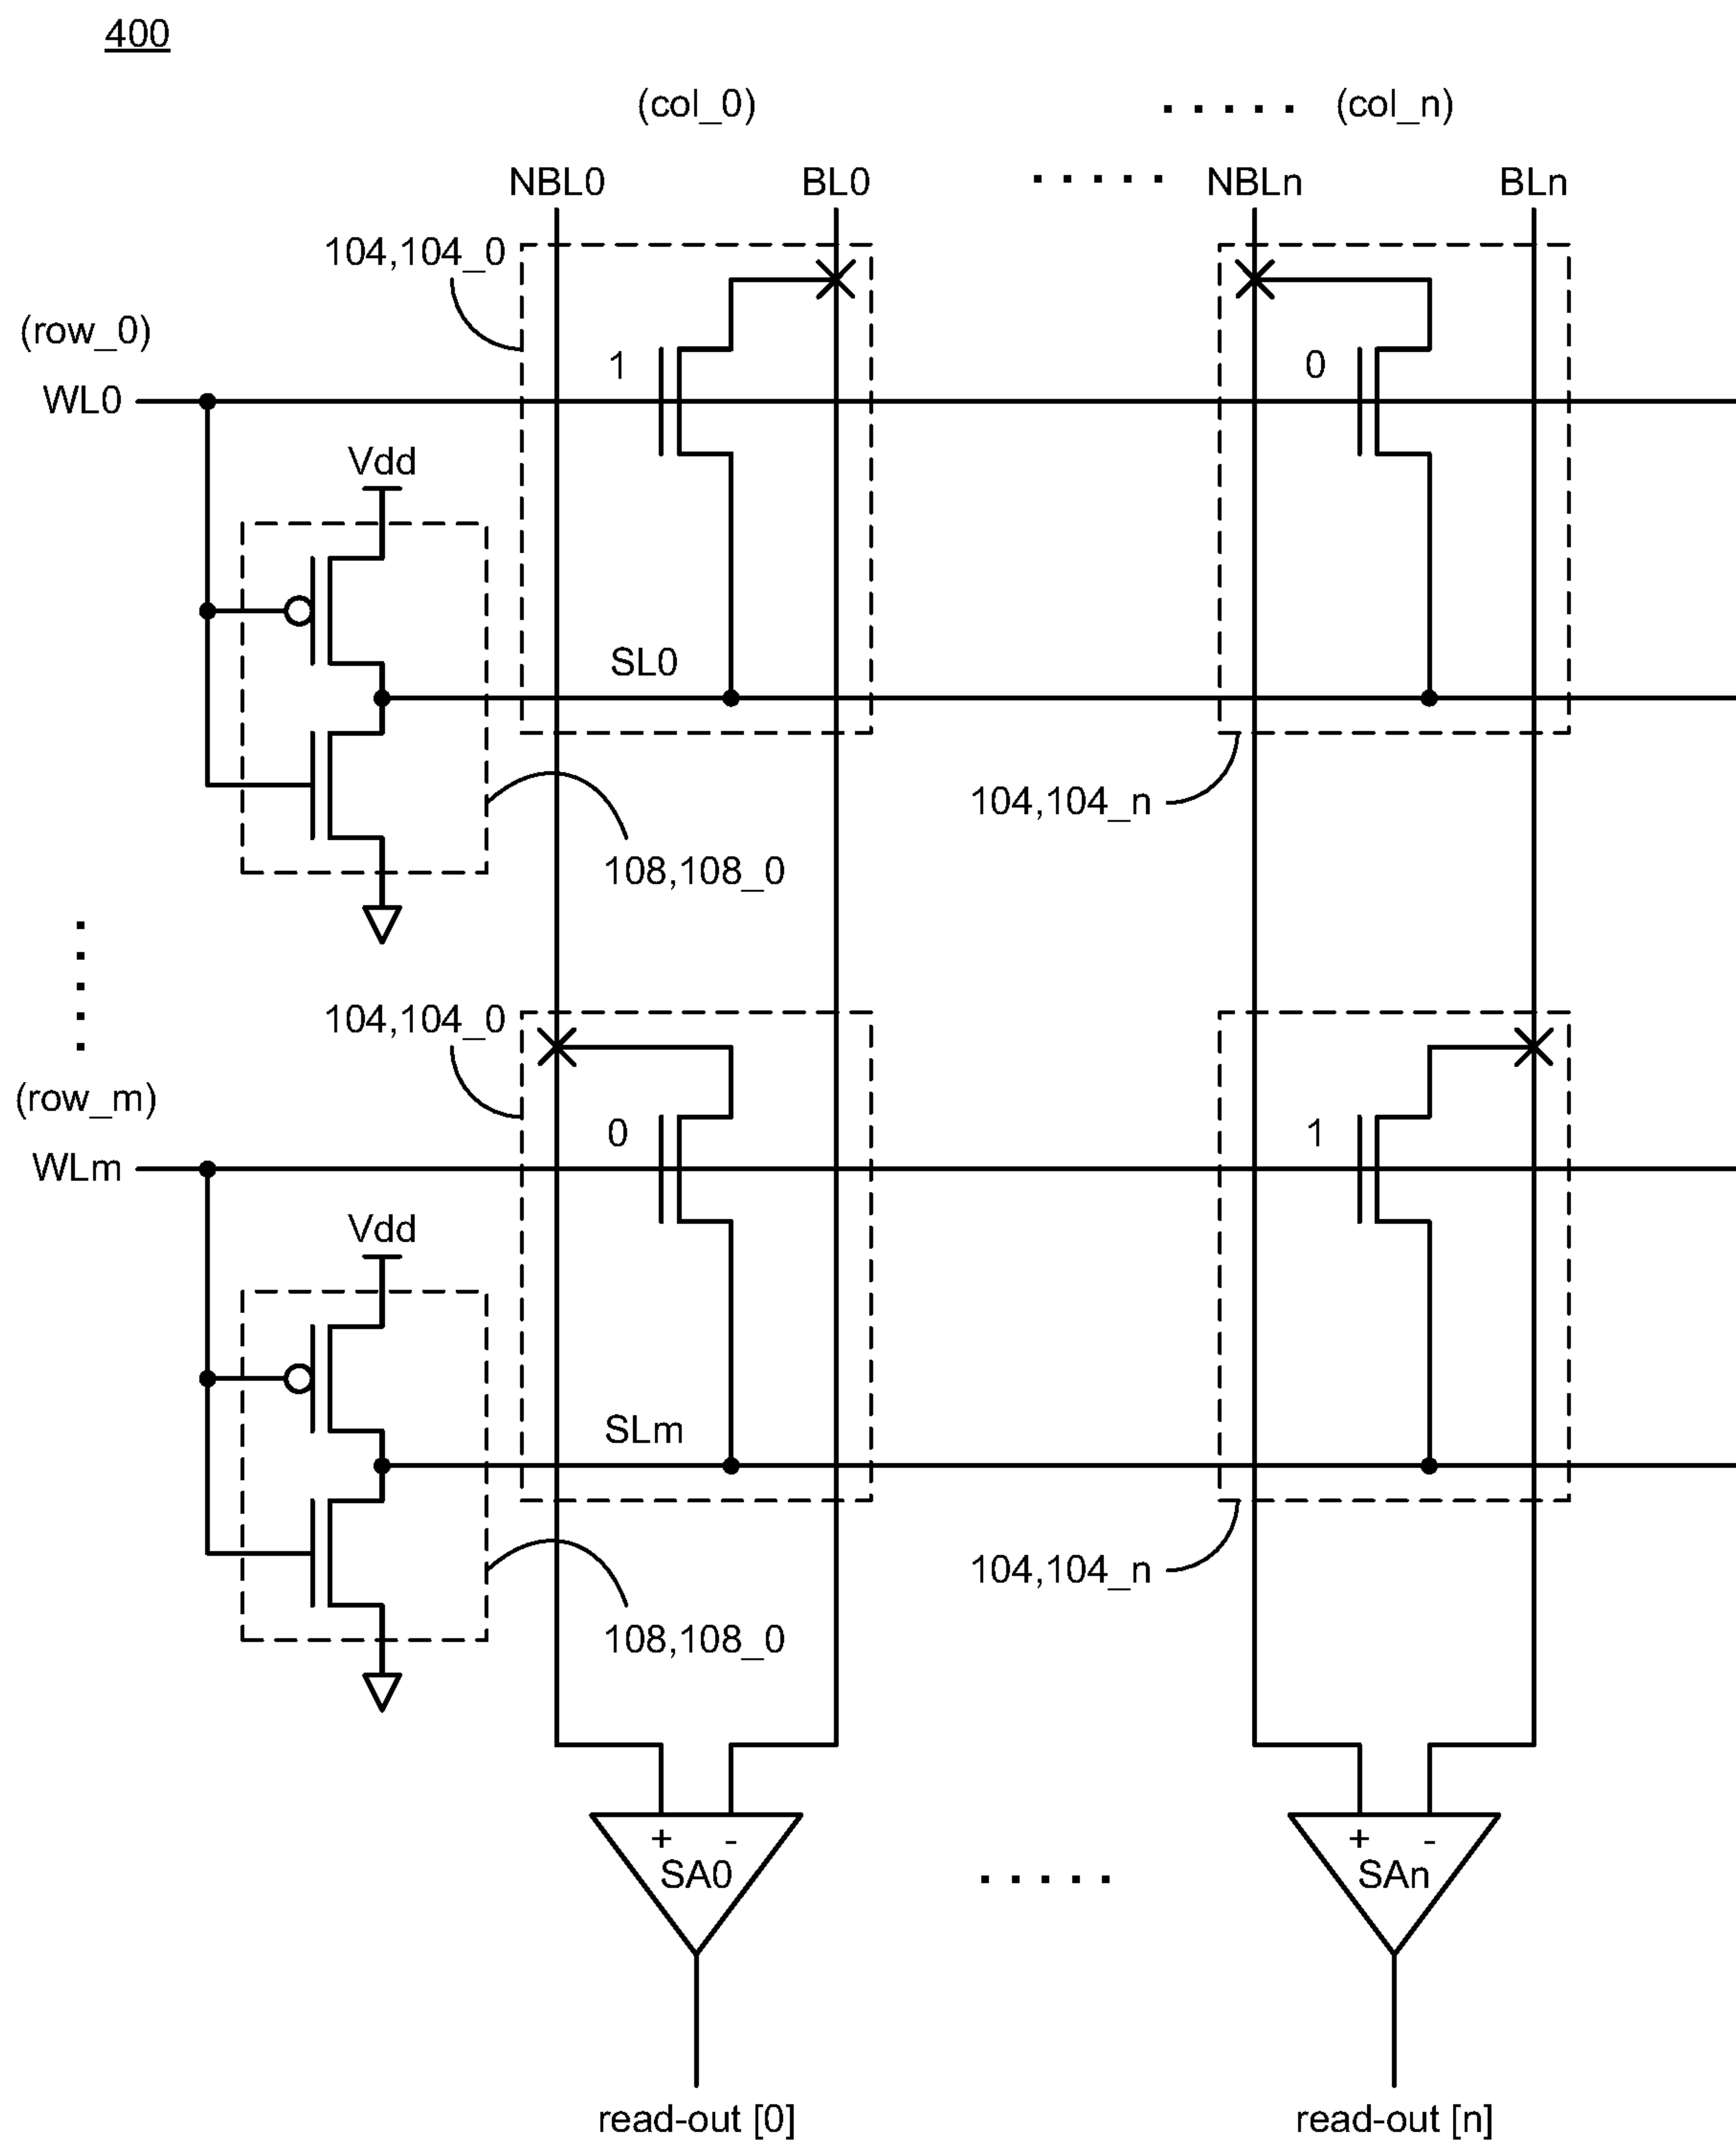 400
(col_0) ..... (col_n)
NBL0 BL0 ..... NBLn BLn
104,104_0
(row_0)
1 0
WL0
Vdd
SL0
104,104_n
108,108_0
104,104_0
(row_m)
0 1
WLm
Vdd
SLm
104,104_n
108,108_0
+ - + -
SA0 ..... SAn
read-out [0] read-out [n]